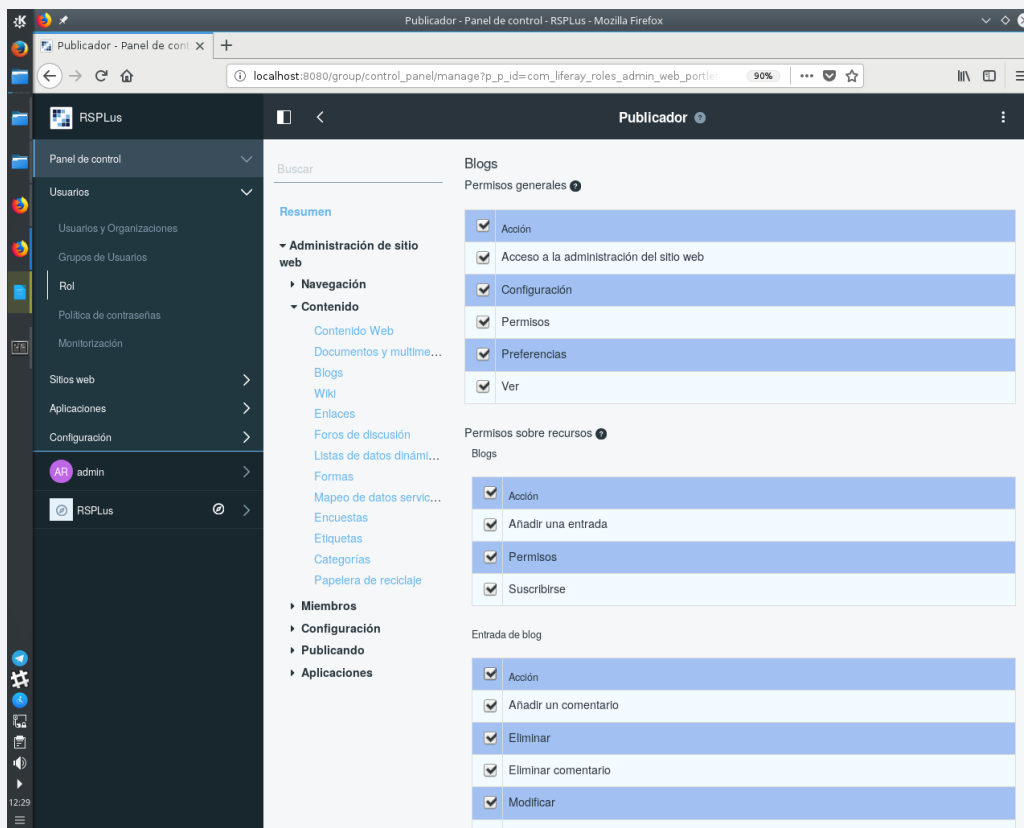 Publicador - Panel de control - RSPLus - Mozilla Firefox
Publicador - Panel de cont
localhost:8080/group/control_panel/manage?p_p_id=com_liferay_roles_admin_web_portle
90%
RSPLus
Publicador
Panel de control
Usuarios
Usuarios y Organizaciones
Grupos de Usuarios
Rol
Política de contraseñas
Monitorización
Sitios web
Aplicaciones
Configuración
AR admin
RSPLus
12:29
Buscar
Resumen
Administración de sitio
web
Navegación
Contenido
Contenido Web
Documentos y multime...
Blogs
Wiki
Enlaces
Foros de discusión
Listas de datos dinámi...
Formas
Mapeo de datos servic...
Encuestas
Etiquetas
Categorías
Papelera de reciclaje
Miembros
Configuración
Publicando
Aplicaciones
Blogs
Permisos generales
Acción
Acceso a la administración del sitio web
Configuración
Permisos
Preferencias
Ver
Permisos sobre recursos
Blogs
Acción
Añadir una entrada
Permisos
Suscribirse
Entrada de blog
Acción
Añadir un comentario
Eliminar
Eliminar comentario
Modificar